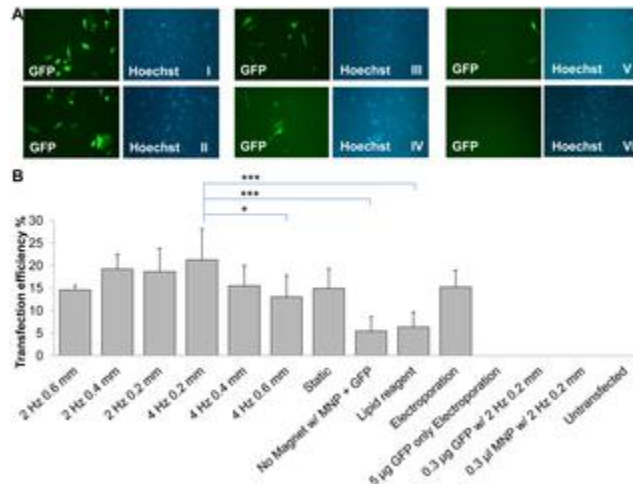 A
GFP Hoechst I GFP Hoechst III GFP Hoechst V
GFP Hoechst II GFP Hoechst IV GFP Hoechst VI
B
***
***
*
Transfection efficiency %
30
25
20
15
10
5
0
2 Hz 0.6 mm
2 Hz 0.4 mm
2 Hz 0.2 mm
4 Hz 0.2 mm
4 Hz 0.4 mm
4 Hz 0.6 mm
Static
No Magnet w/ MNP + GFP
Lipid reagent
Electroporation
5 µg GFP only Electroporation
0.3 µg GFP w/ 2 Hz 0.2 mm
0.3 µl MNP w/ 2 Hz 0.2 mm
Untransfected